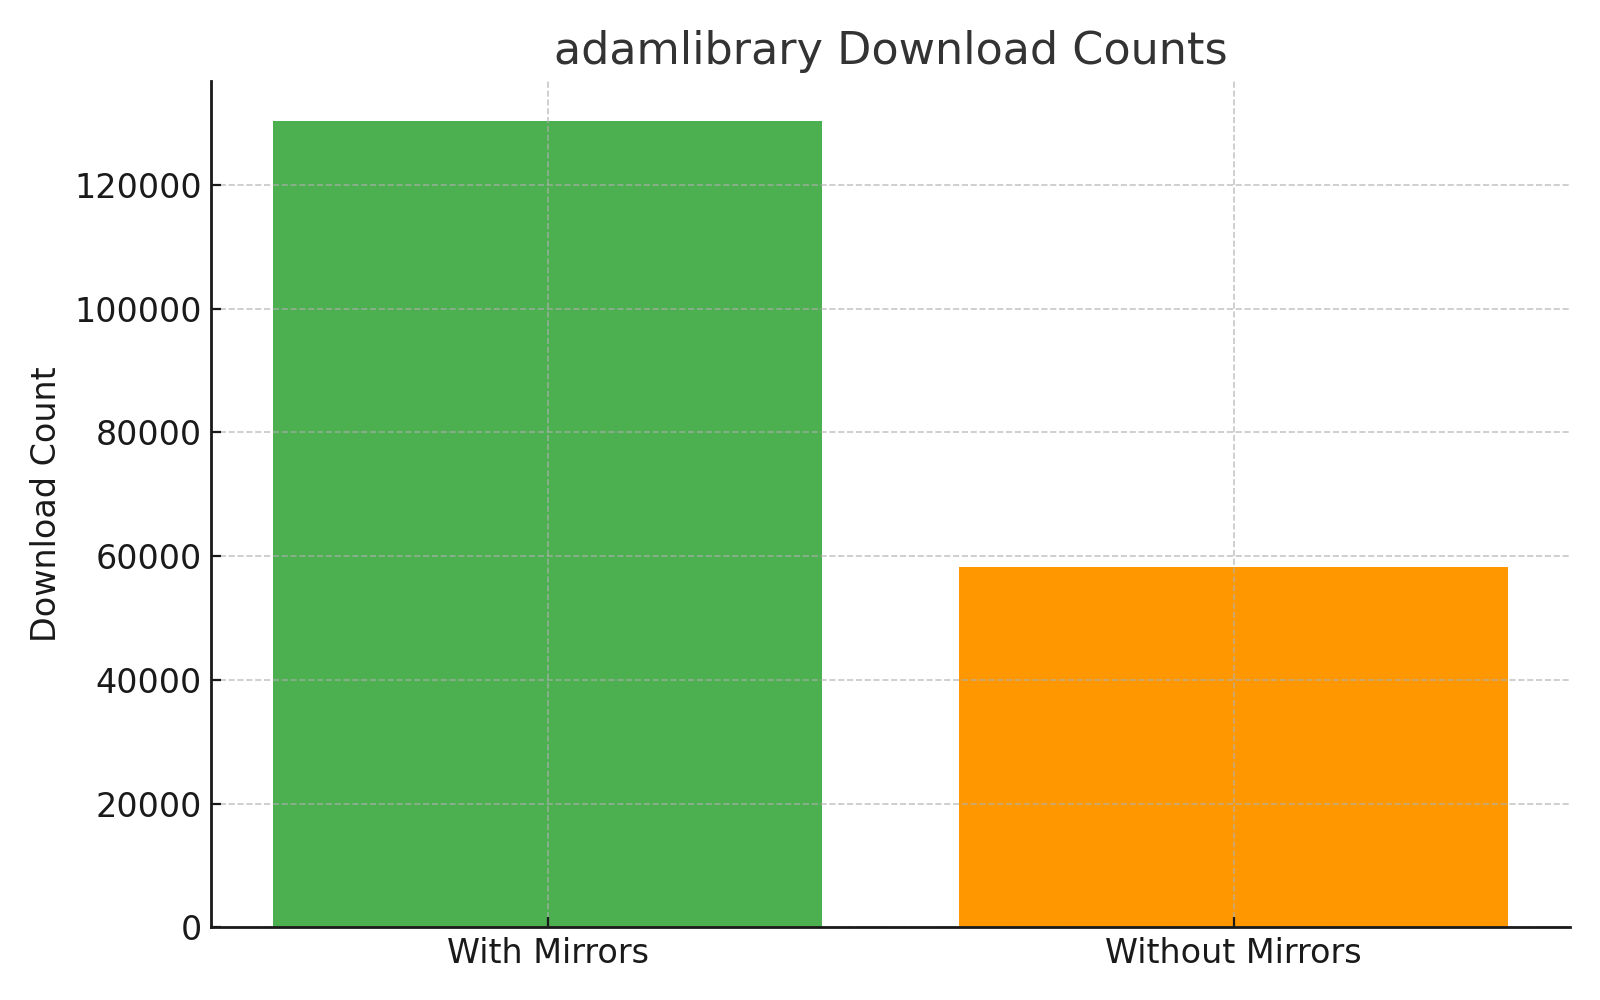 adamlibrary Download Counts
Download Count
120000
100000
80000
60000
40000
20000
0
With Mirrors
Without Mirrors